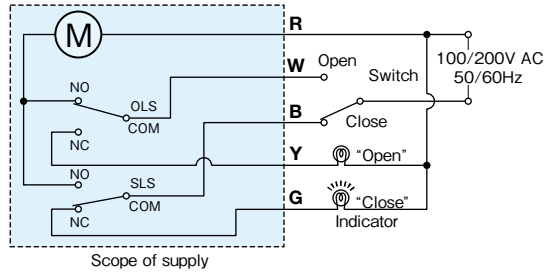 R
M
W
Open
Switch
100/200V AC
50/60Hz
NO
OLS
COM
B
Close
NC
Y
"Open"
NO
SLS
COM
NC
G
"Close"
Indicator
Scope of supply